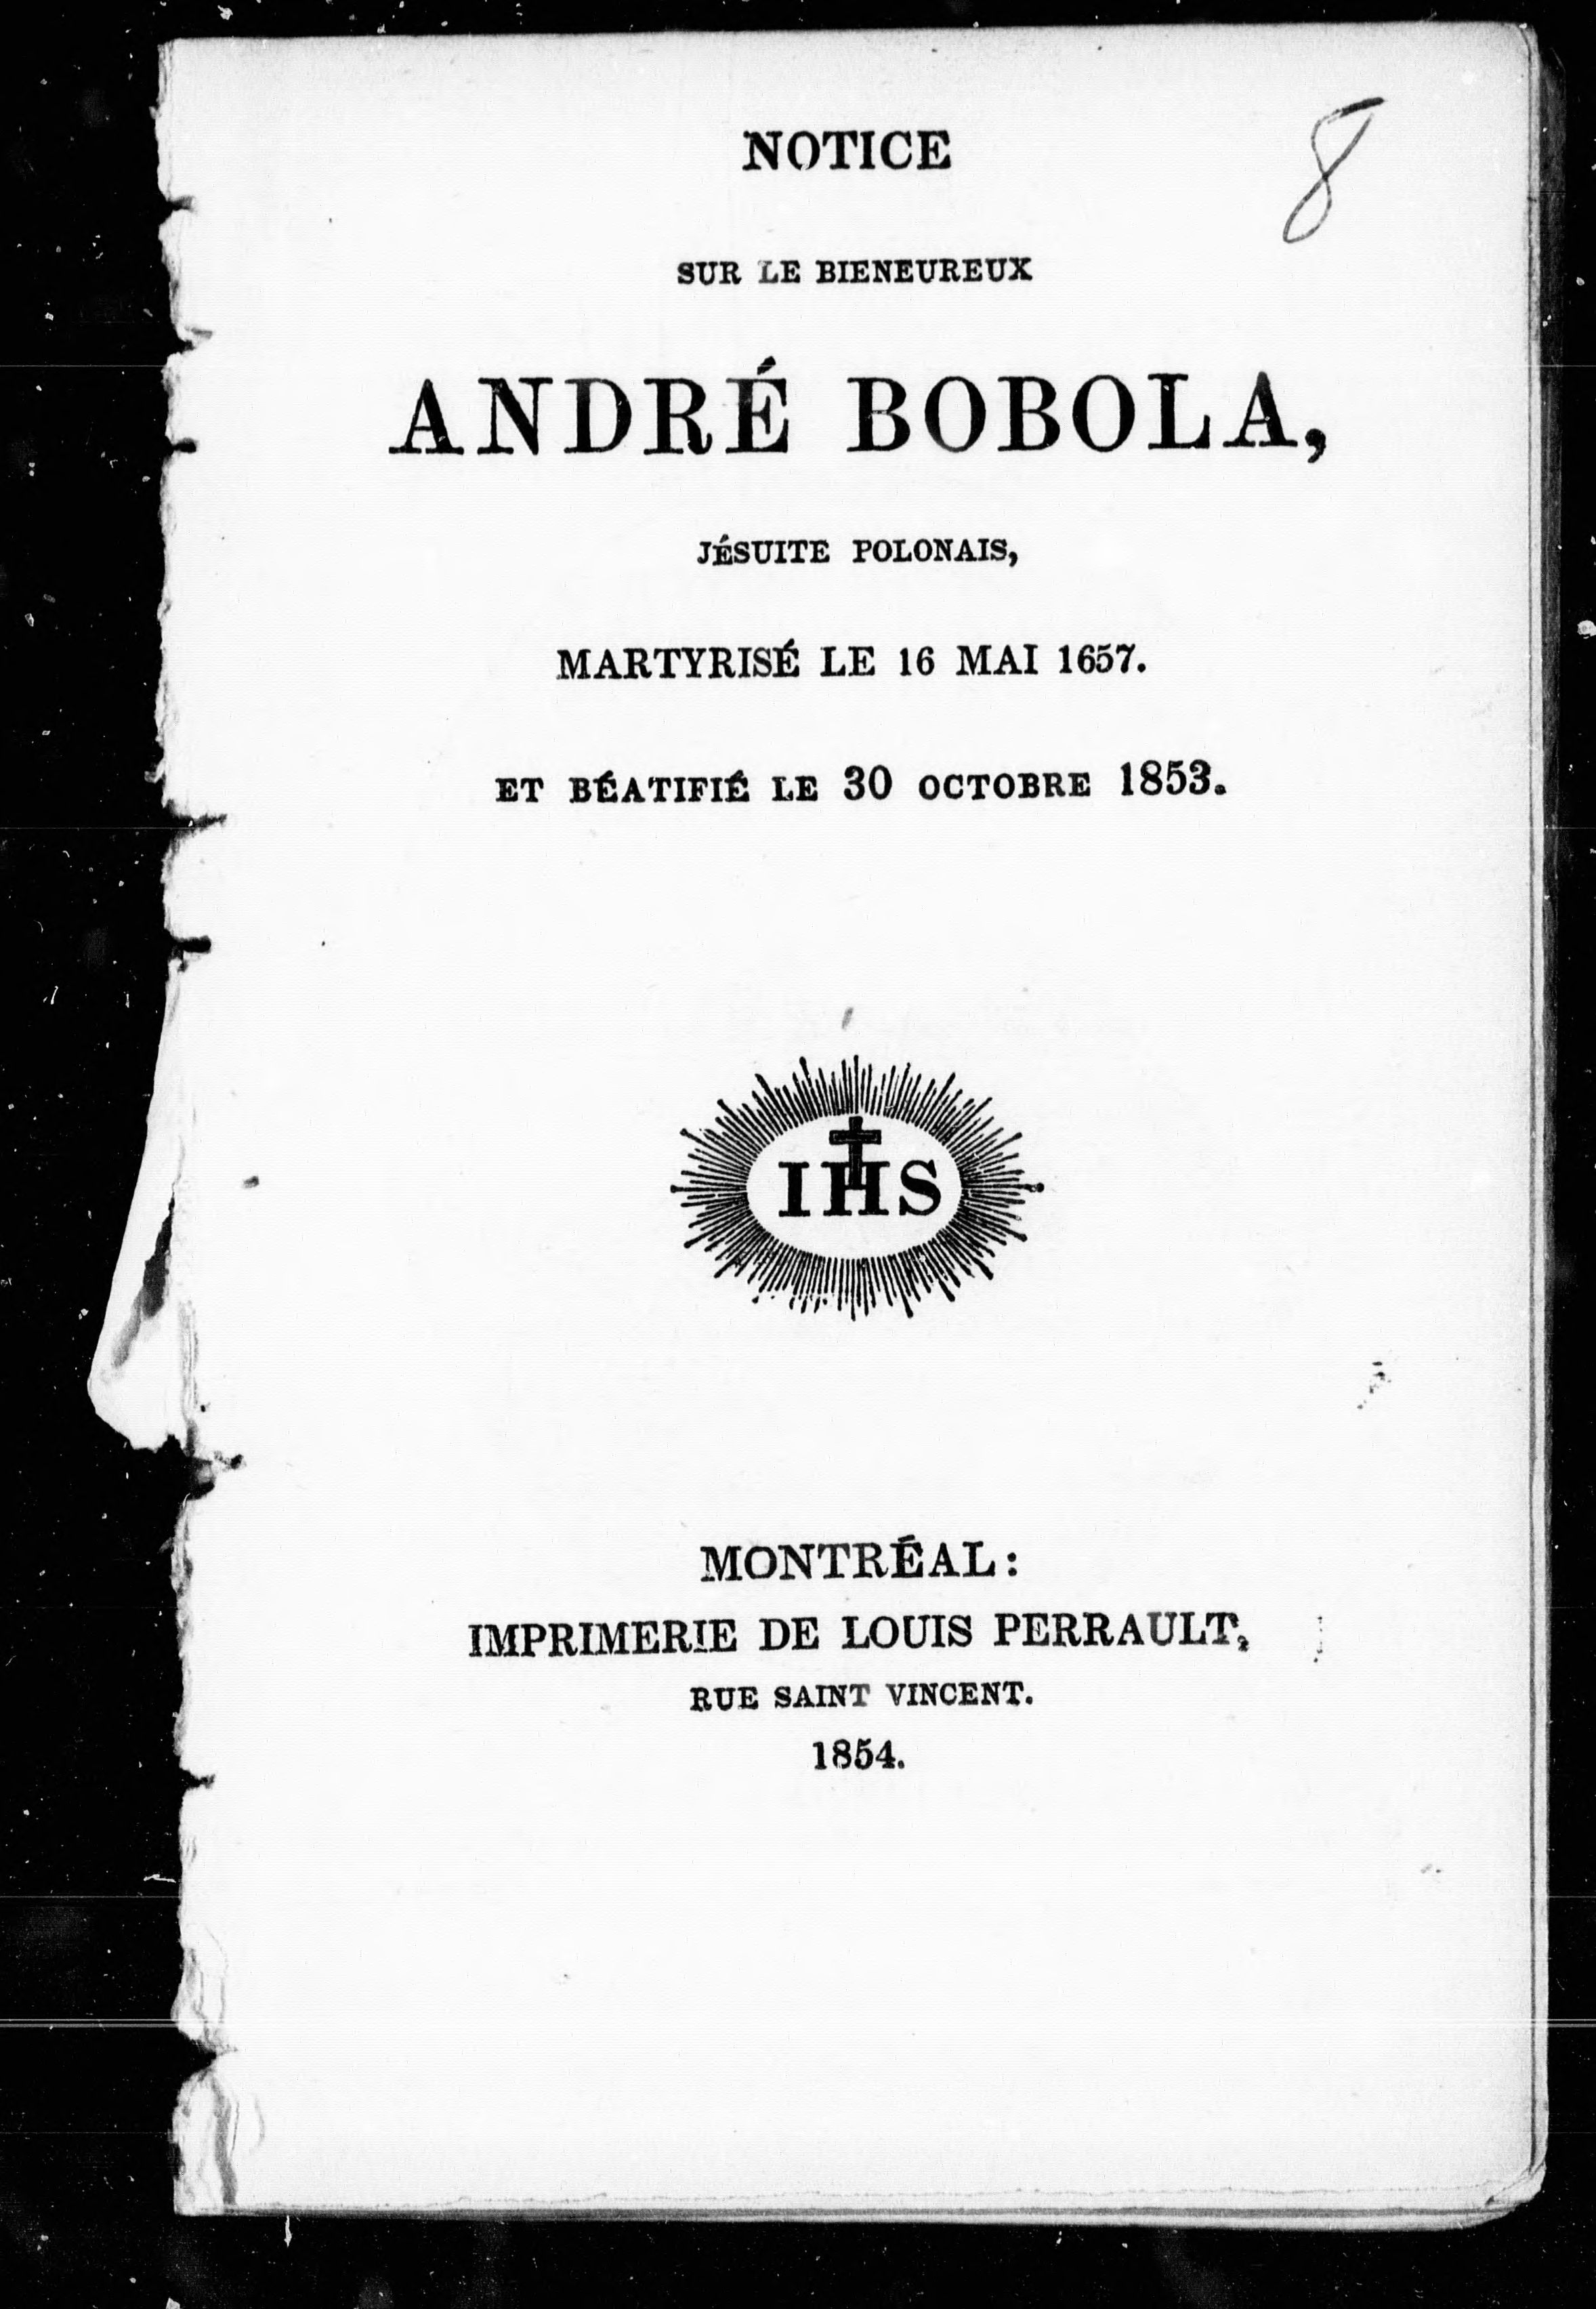 8
NOTICE
SUR LE BIENEUREUX
ANDRÉ BOBOLA,
JÉSUITE POLONAIS,
MARTYRISÉ LE 16 MAI 1657.
ET BÉATIFIÉ LE 30 OCTOBRE 1853.
IHS
MONTRÉAL:
IMPRIMERIE DE LOUIS PERRAULT,
RUE SAINT VINCENT.
1854.